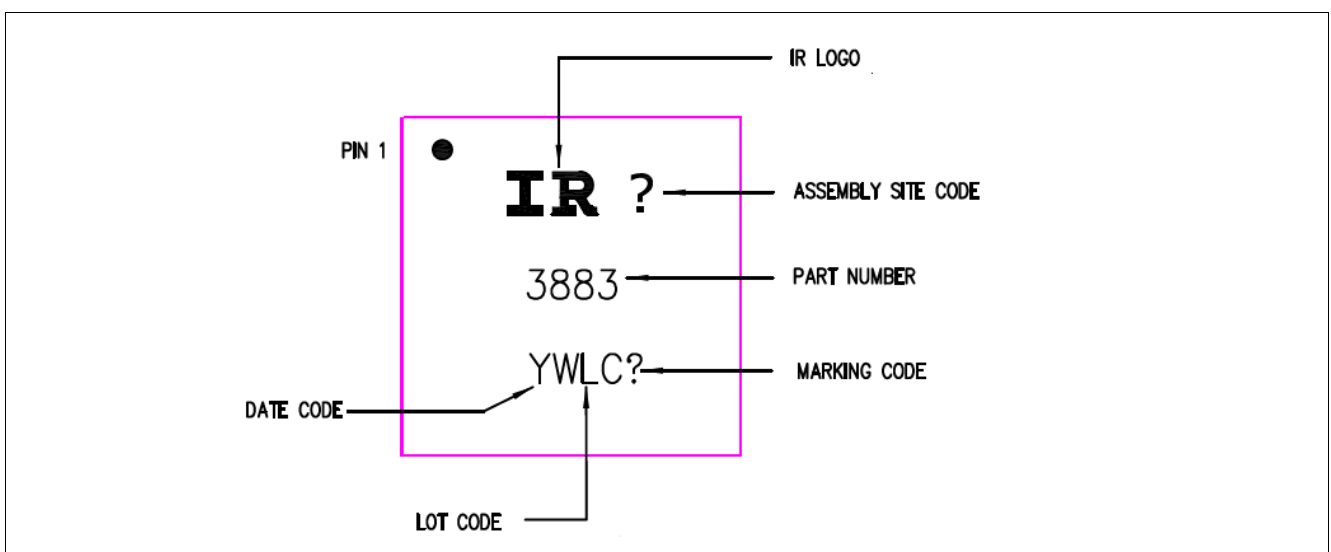 IR LOGO
PIN 1
IR ?
ASSEMBLY SITE CODE
3883
PART NUMBER
YWLC?
MARKING CODE
DATE CODE
LOT CODE